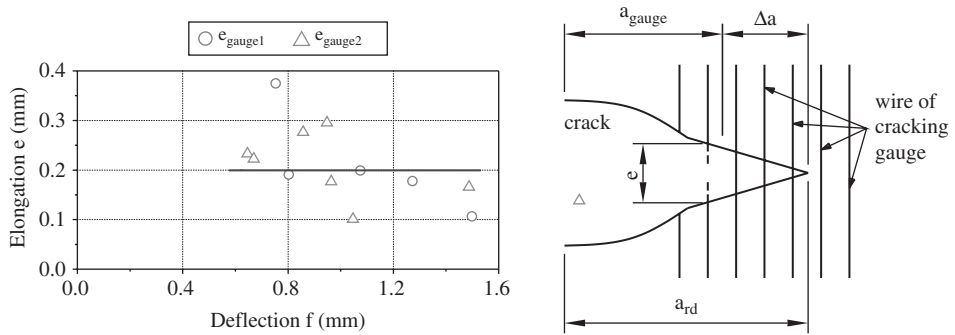 e_gauge1 e_gauge2
Elongation e (mm)
0.4
0.3
0.2
0.1
0.0
0.0 0.4 0.8 1.2 1.6
Deflection f (mm)
a_gauge Δa
crack
wire of
cracking
gauge
e
a_rd